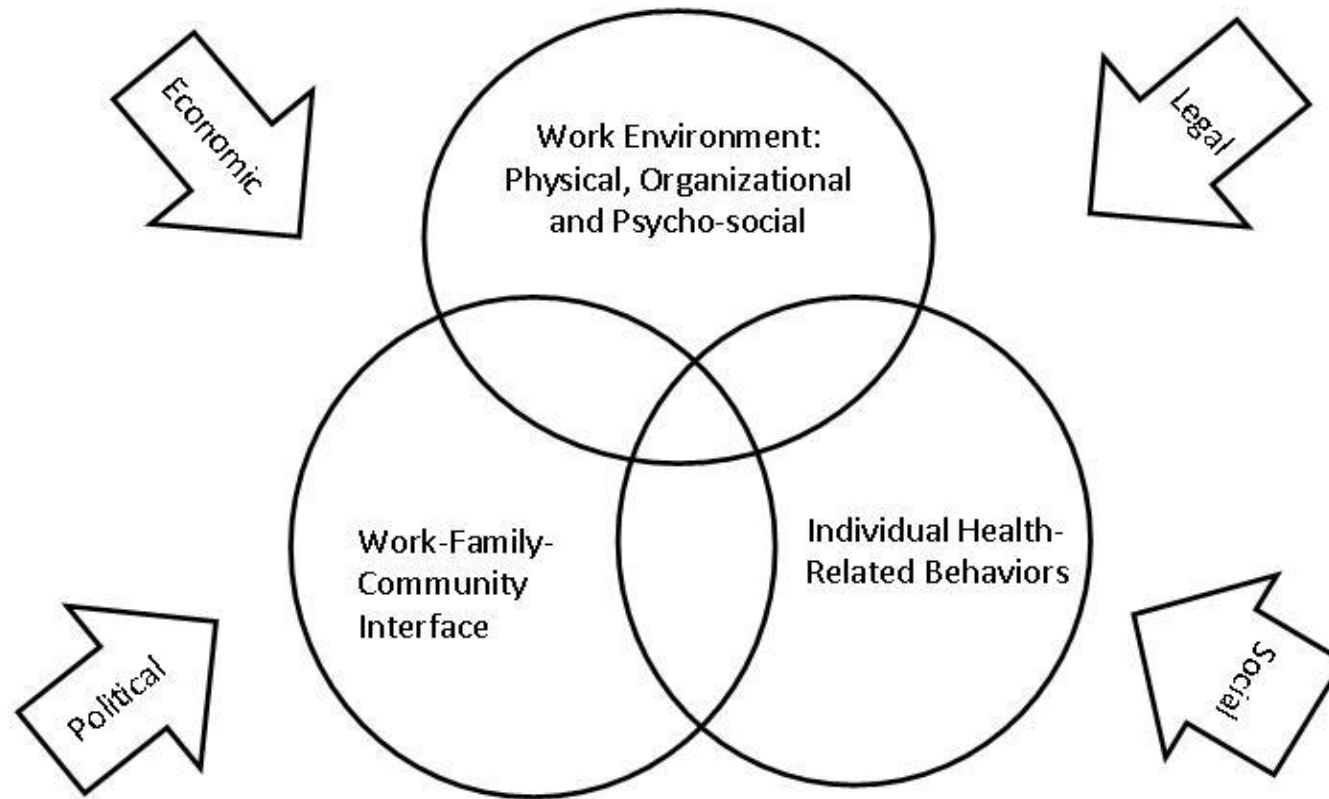 Economic
Legal
Work Environment:
Physical, Organizational
and Psycho-social
Work-Family-
Community
Interface
Individual Health-
Related Behaviors
Political
Social